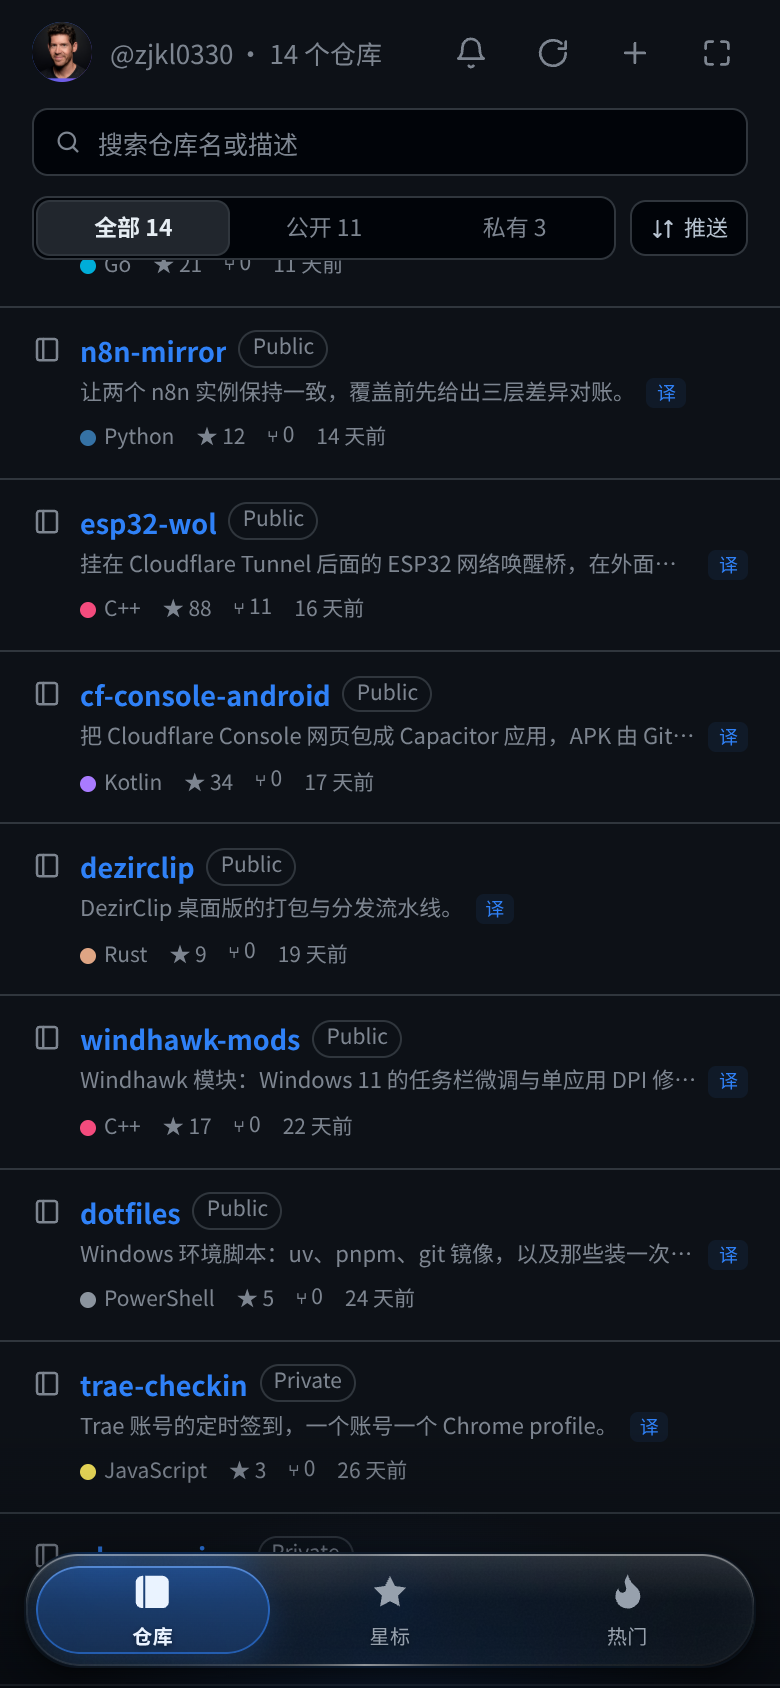 @zjkl0330 • 14 个仓库
搜索仓库名或描述
全部 14 公开 11 私有 3 推送
Go ★ 21 0 11 天前
n8n-mirror Public
让两个 n8n 实例保持一致，覆盖前先给出三层差异对账。 译
Python ★ 12 0 14 天前
esp32-wol Public
挂在 Cloudflare Tunnel 后面的 ESP32 网络唤醒桥，在外面… 译
C++ ★ 88 11 16 天前
cf-console-android Public
把 Cloudflare Console 网页包成 Capacitor 应用，APK 由 Git… 译
Kotlin ★ 34 0 17 天前
dezirclip Public
DezirClip 桌面版的打包与分发流水线。 译
Rust ★ 9 0 19 天前
windhawk-mods Public
Windhawk 模块：Windows 11 的任务栏微调与单应用 DPI 修… 译
C++ ★ 17 0 22 天前
dotfiles Public
Windows 环境脚本：uv、pnpm、git 镜像，以及那些装一次… 译
PowerShell ★ 5 0 24 天前
trae-checkin Private
Trae 账号的定时签到，一个账号一个 Chrome profile。 译
JavaScript ★ 3 0 26 天前
Private
仓库 星标 热门